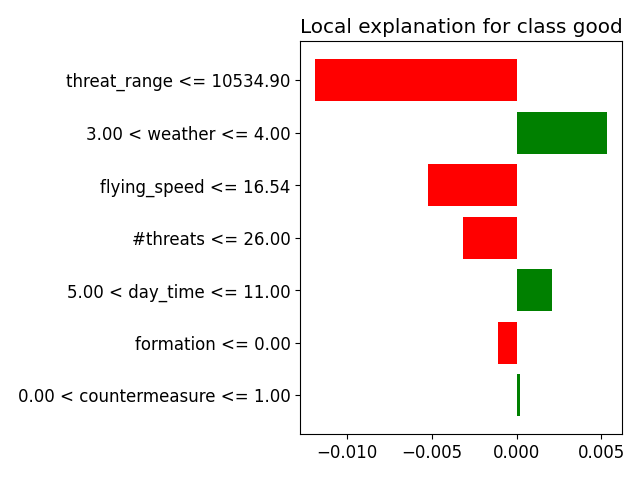 Local explanation for class good
threat_range <= 10534.90
3.00 < weather <= 4.00
flying_speed <= 16.54
#threats <= 26.00
5.00 < day_time <= 11.00
formation <= 0.00
0.00 < countermeasure <= 1.00
−0.010 −0.005 0.000 0.005